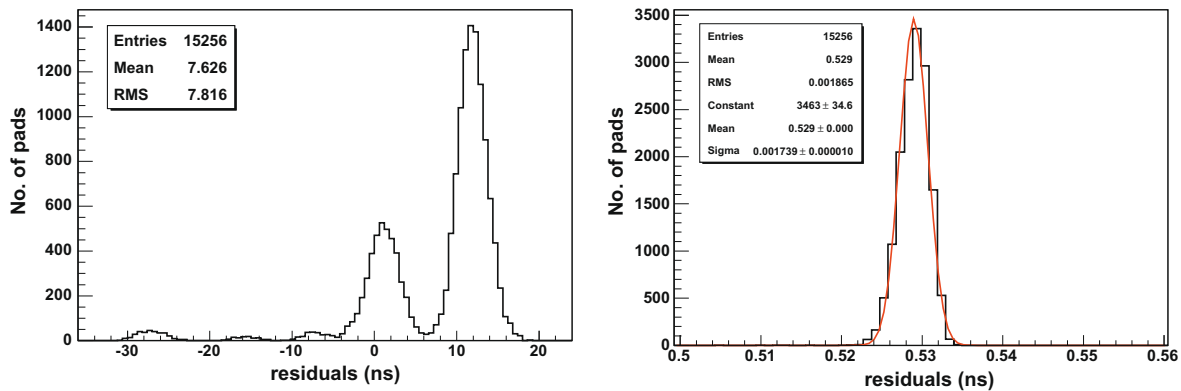 1400
1200
1000
800
600
400
200
0
No. of pads
Entries 15256
Mean 7.626
RMS 7.816
-30 -20 -10 0 10 20
residuals (ns)
3500
3000
2500
2000
1500
1000
500
0
No. of pads
Entries 15256
Mean 0.529
RMS 0.001865
Constant 3463 ± 34.6
Mean 0.529 ± 0.000
Sigma 0.001739 ± 0.000010
0.5 0.51 0.52 0.53 0.54 0.55 0.56
residuals (ns)